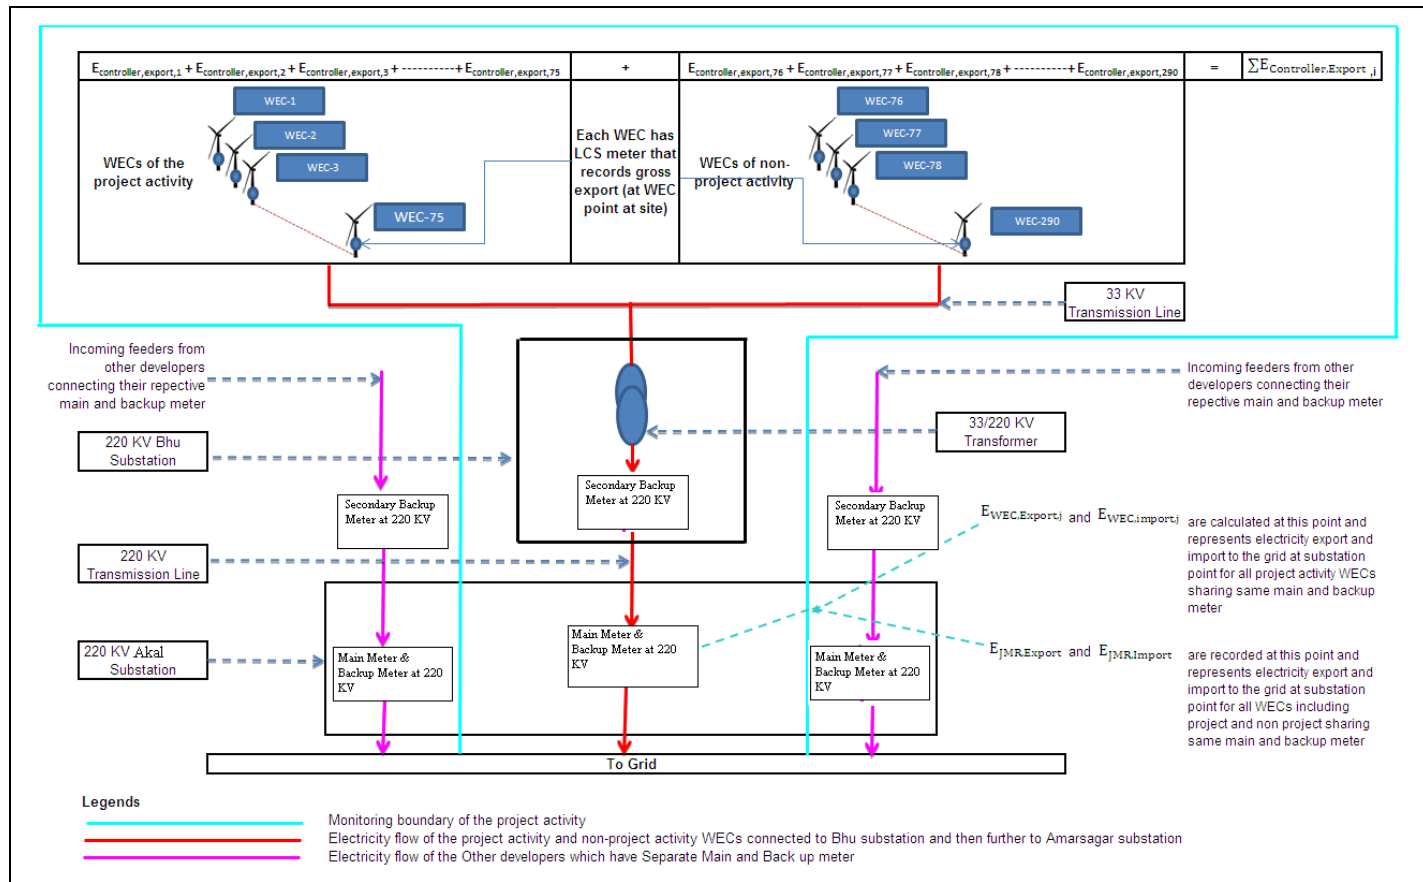 E_controller,export,1 + E_controller,export,2 + E_controller,export,3 + ----------+ E_controller,export,75
+
E_controller,export,76 + E_controller,export,77 + E_controller,export,78 + ----------+ E_controller,export,290
=
∑E_Controller,Export ,i
WEC-1
WEC-2
WEC-3
WECs of the
project activity
WEC-75
Each WEC has
LCS meter that
records gross
export (at WEC
point at site)
WEC-76
WEC-77
WEC-78
WECs of non-
project activity
WEC-290
33 KV
Transmission Line
Incoming feeders from
other developers
connecting their repective
main and backup meter
Incoming feeders from other
developers connecting their
repective main and backup meter
220 KV Bhu
Substation
33/220 KV
Transformer
Secondary Backup
Meter at 220 KV
Secondary Backup
Meter at 220 KV
Secondary Backup
Meter at 220 KV
E_WEC,Export,j and E_WEC,import,j
are calculated at this point and
represents electricity export and
import to the grid at substation
point for all project activity WECs
sharing same main and backup
meter
220 KV
Transmission Line
220 KV Akal
Substation
Main Meter &
Backup Meter at 220
KV
Main Meter &
Backup Meter at 220
KV
Main Meter &
Backup Meter at 220
KV
E_JMR,Export and E_JMR,Import
are recorded at this point and
represents electricity export and
import to the grid at substation
point for all WECs including
project and non project sharing
same main and backup meter
To Grid
Legends
Monitoring boundary of the project activity
Electricity flow of the project activity and non-project activity WECs connected to Bhu substation and then further to Amarsagar substation
Electricity flow of the Other developers which have Separate Main and Back up meter